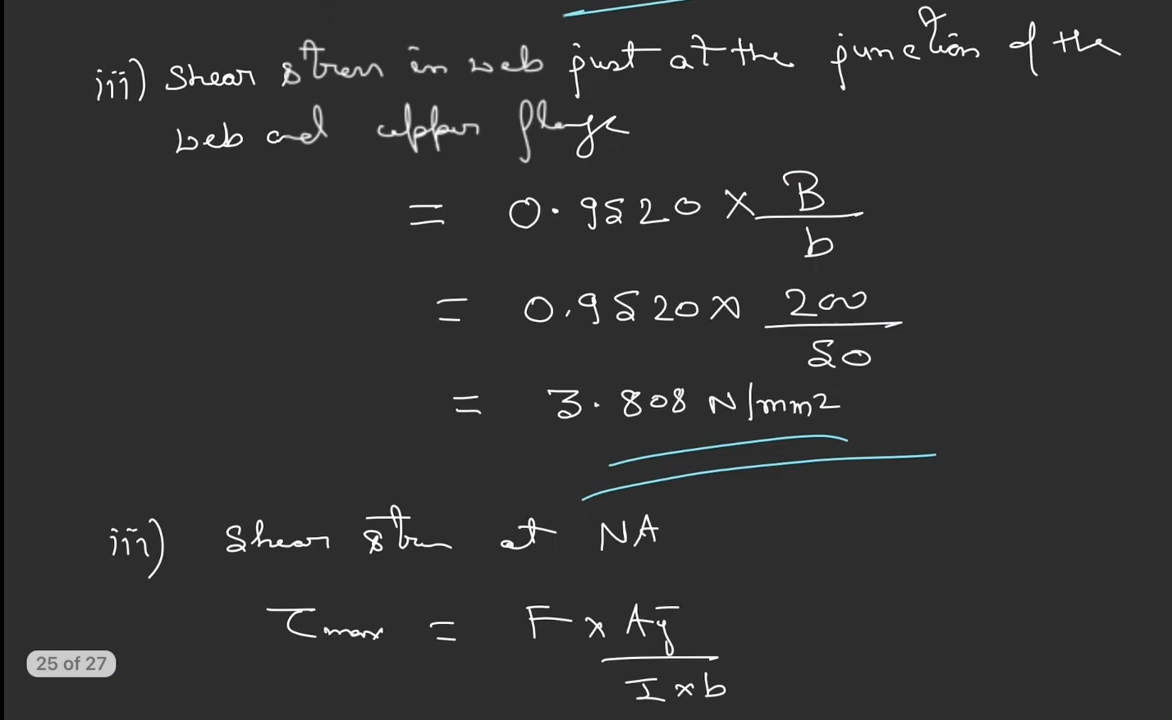 iii) Shear stress in web just at the junction of the
web and upper flange
= 0.9520 × B/b
= 0.9520 × 200/50
= 3.808 N/mm2
iii) Shear stress at NA
τmax = F × Aȳ / I × b
25 of 27